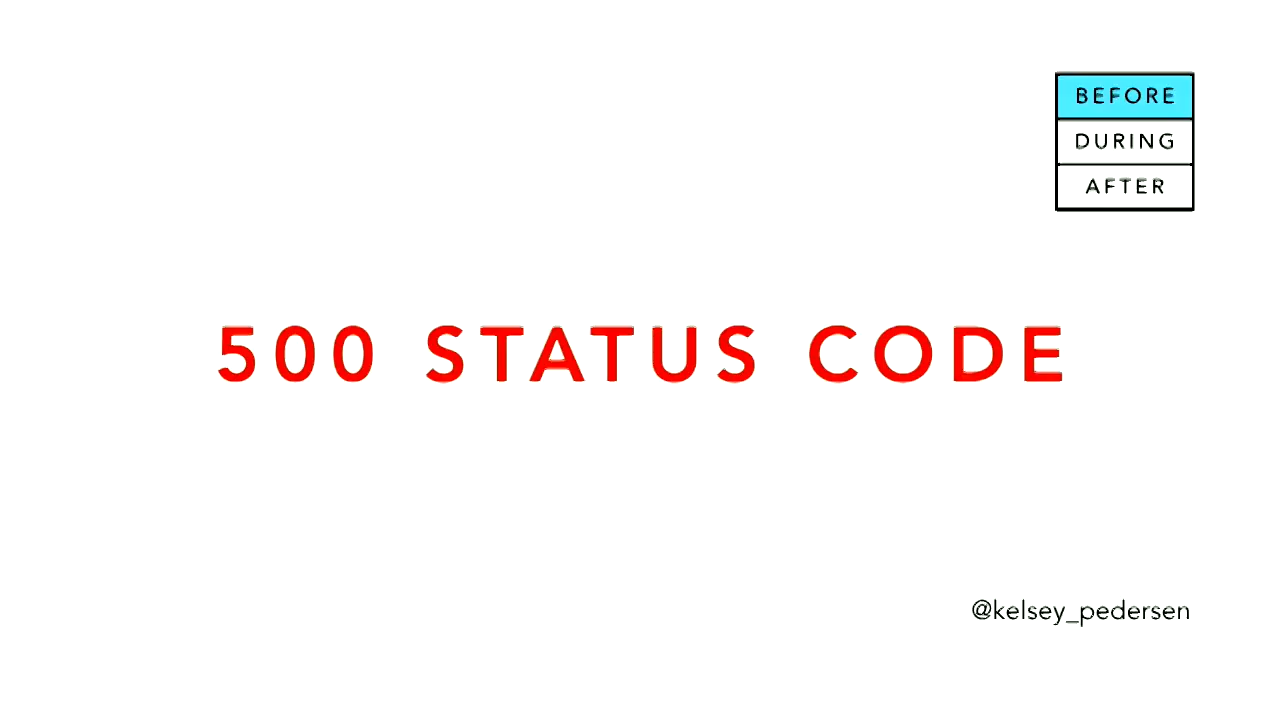 BEFORE
DURING
AFTER
500 STATUS CODE
@kelsey_pedersen